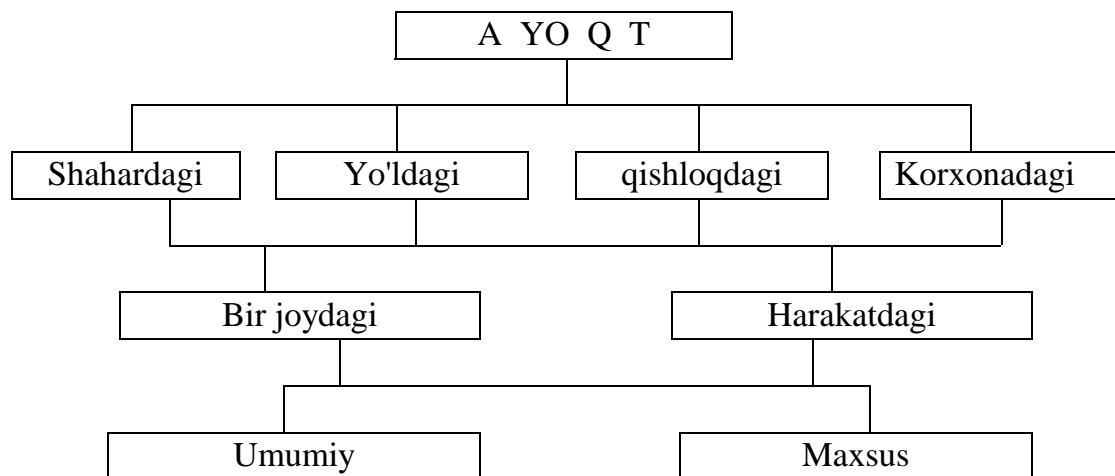 A YO Q T
Shahardagi Yo'ldagi qishloqdagi Korxonadagi
Bir joydagi Harakatdagi
Umumiy Maxsus